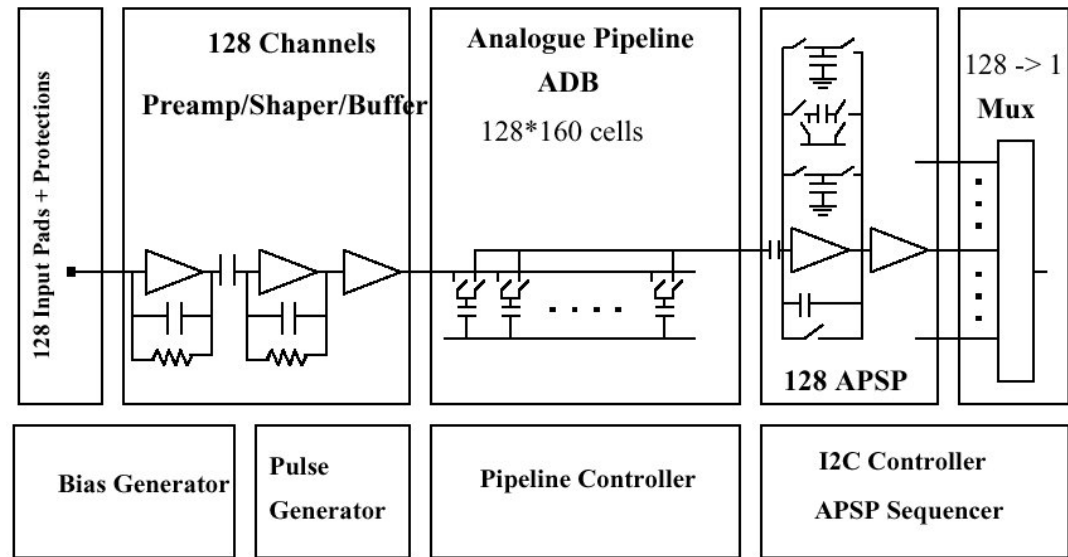 128 Input Pads + Protections
128 Channels
Preamp/Shaper/Buffer
Analogue Pipeline
ADB
128*160 cells
128 APSP
128 -> 1
Mux
Bias Generator
Pulse
Generator
Pipeline Controller
I2C Controller
APSP Sequencer